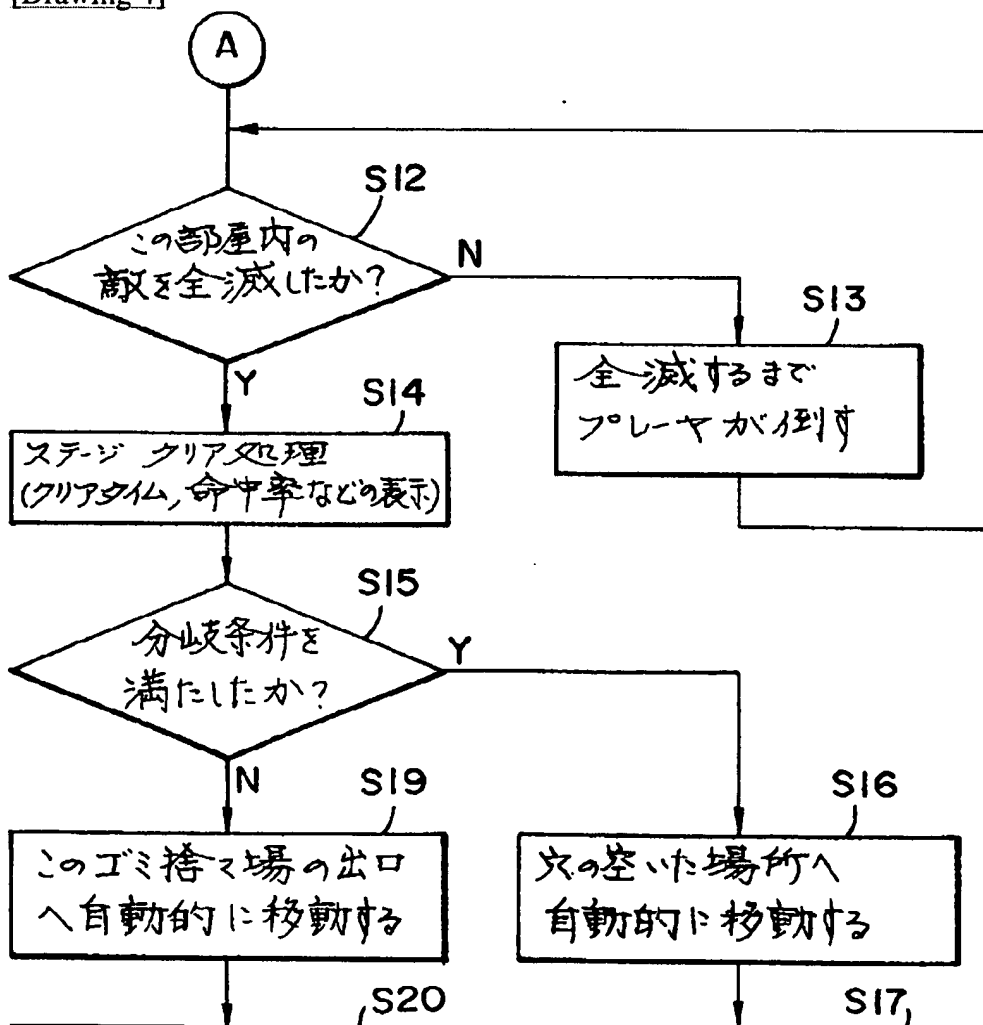 [Drawing 4]
A
S12
この部屋内の
敵を全滅したか?
N
Y
S13
全滅するまで
プレーヤが倒す
S14
ステージ クリア処理
(クリアタイム,命中率などの表示)
S15
分岐条件を
満たしたか?
Y
N
S19
このゴミ捨て場の出口
へ自動的に移動する
S16
穴の空いた場所へ
自動的に移動する
S20
S17